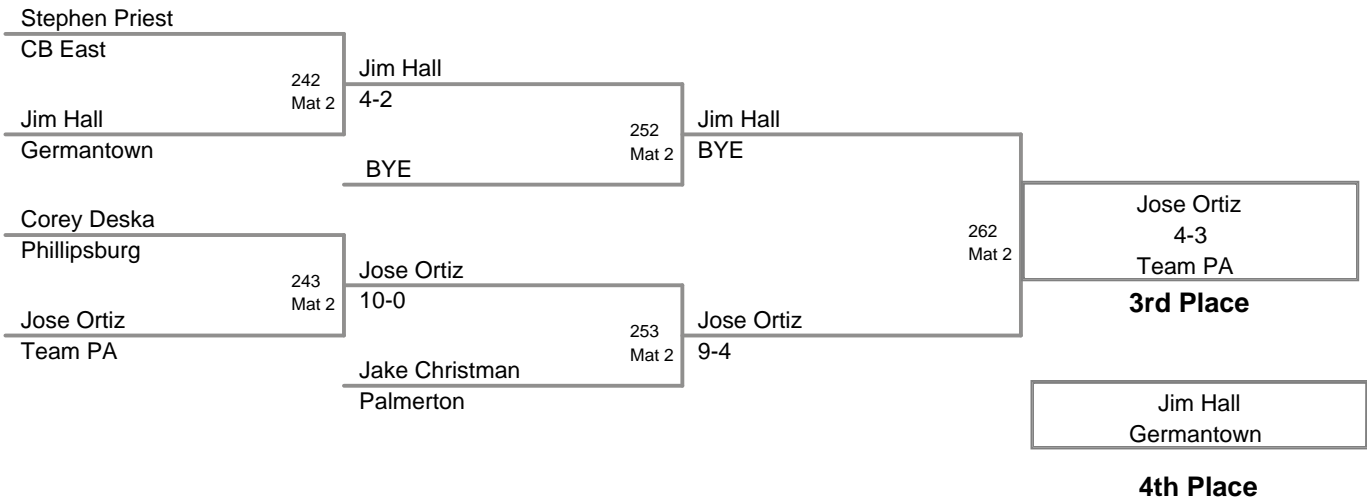 Stephen Priest
CB East
242
Mat 2
Jim Hall
Germantown
Jim Hall
4-2
BYE
252
Mat 2
Jim Hall
BYE
Corey Deska
Phillipsburg
243
Mat 2
Jose Ortiz
Team PA
Jose Ortiz
10-0
Jake Christman
Palmerton
253
Mat 2
Jose Ortiz
9-4
262
Mat 2
Jose Ortiz
4-3
Team PA
3rd Place
Jim Hall
Germantown
4th Place